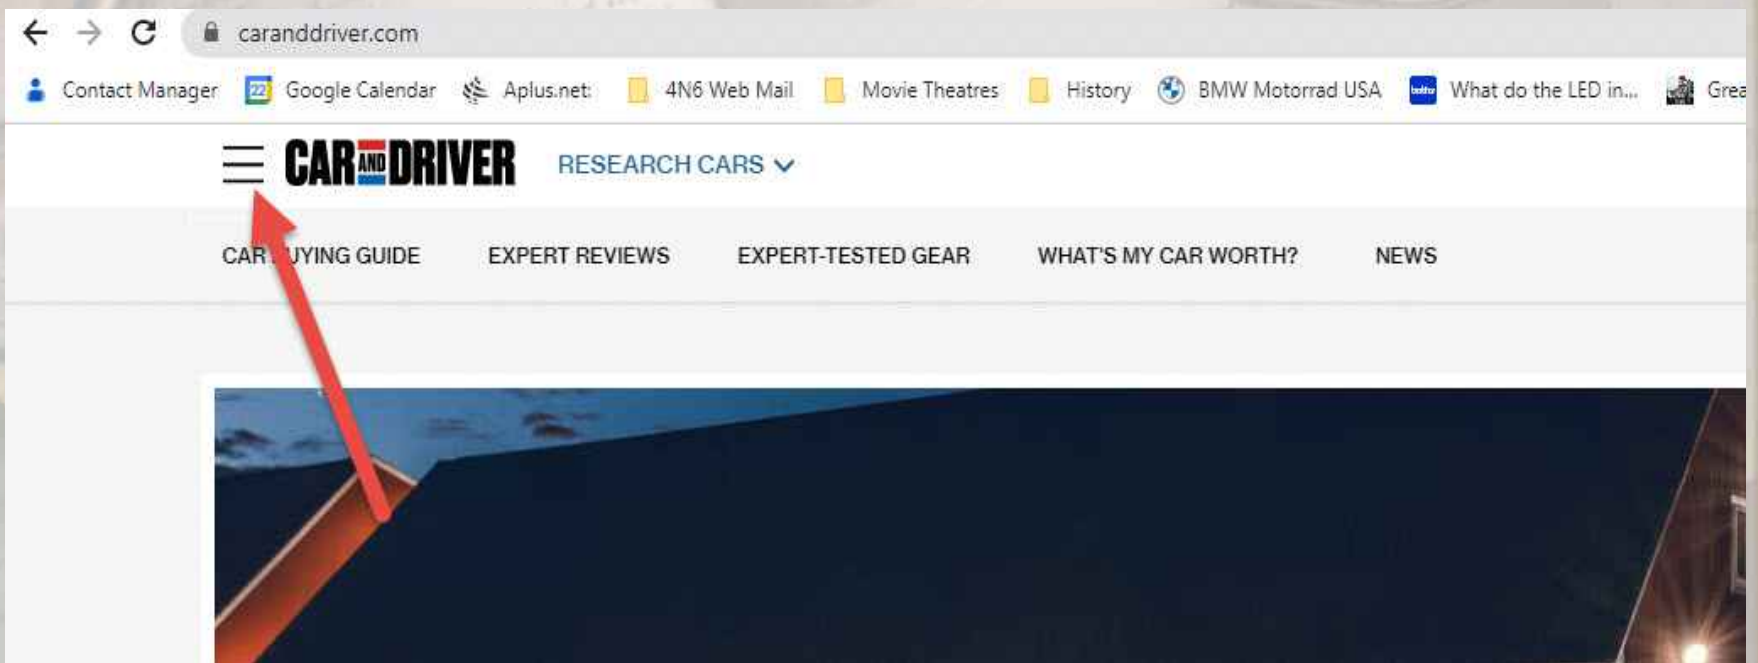 caranddriver.com
Contact Manager 22 Google Calendar Aplus.net: 4N6 Web Mail Movie Theatres History BMW Motorrad USA What do the LED in... Grea
CAR AND DRIVER RESEARCH CARS
CAR UYING GUIDE EXPERT REVIEWS EXPERT-TESTED GEAR WHAT'S MY CAR WORTH? NEWS